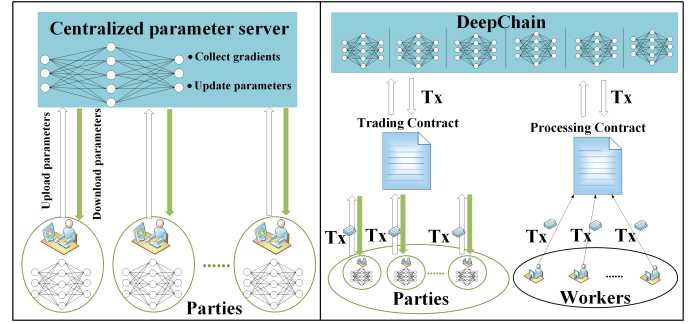 Centralized parameter server
• Collect gradients
• Update parameters
Upload parameters
Download parameters
......
Parties
DeepChain
Tx
Tx
Trading Contract
Processing Contract
Tx
Tx
Tx
Tx
Tx
Tx
......
......
Parties
Workers